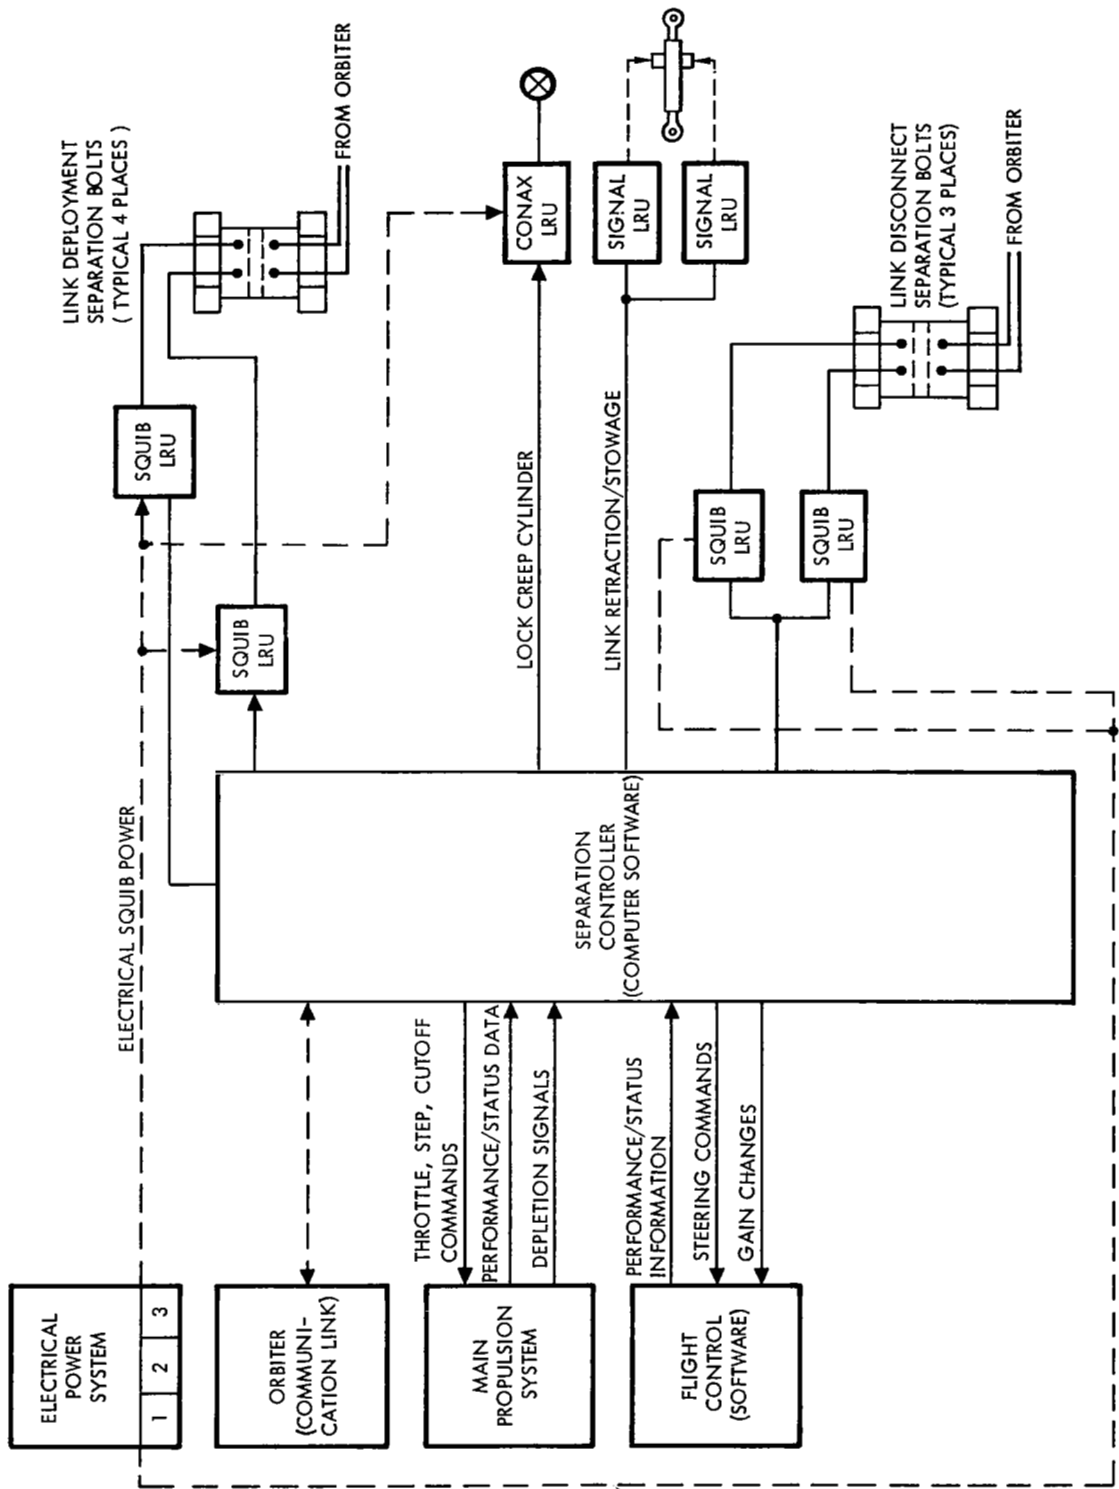 ELECTRICAL
POWER
SYSTEM
1 2 3
ELECTRICAL SQUIB POWER
ORBITER
(COMMUNI-
CATION LINK)
MAIN
PROPULSION
SYSTEM
THROTTLE, STEP, CUTOFF
COMMANDS
PERFORMANCE/STATUS DATA
DEPLETION SIGNALS
FLIGHT
CONTROL
(SOFTWARE)
PERFORMANCE/STATUS
INFORMATION
STEERING COMMANDS
GAIN CHANGES
SEPARATION
CONTROLLER
(COMPUTER SOFTWARE)
SQUIB
LRU
SQUIB
LRU
LINK DEPLOYMENT
SEPARATION BOLTS
( TYPICAL 4 PLACES )
FROM ORBITER
LOCK CREEP CYLINDER
CONAX
LRU
LINK RETRACTION/STOWAGE
SIGNAL
LRU
SIGNAL
LRU
SQUIB
LRU
SQUIB
LRU
LINK DISCONNECT
SEPARATION BOLTS
(TYPICAL 3 PLACES)
FROM ORBITER